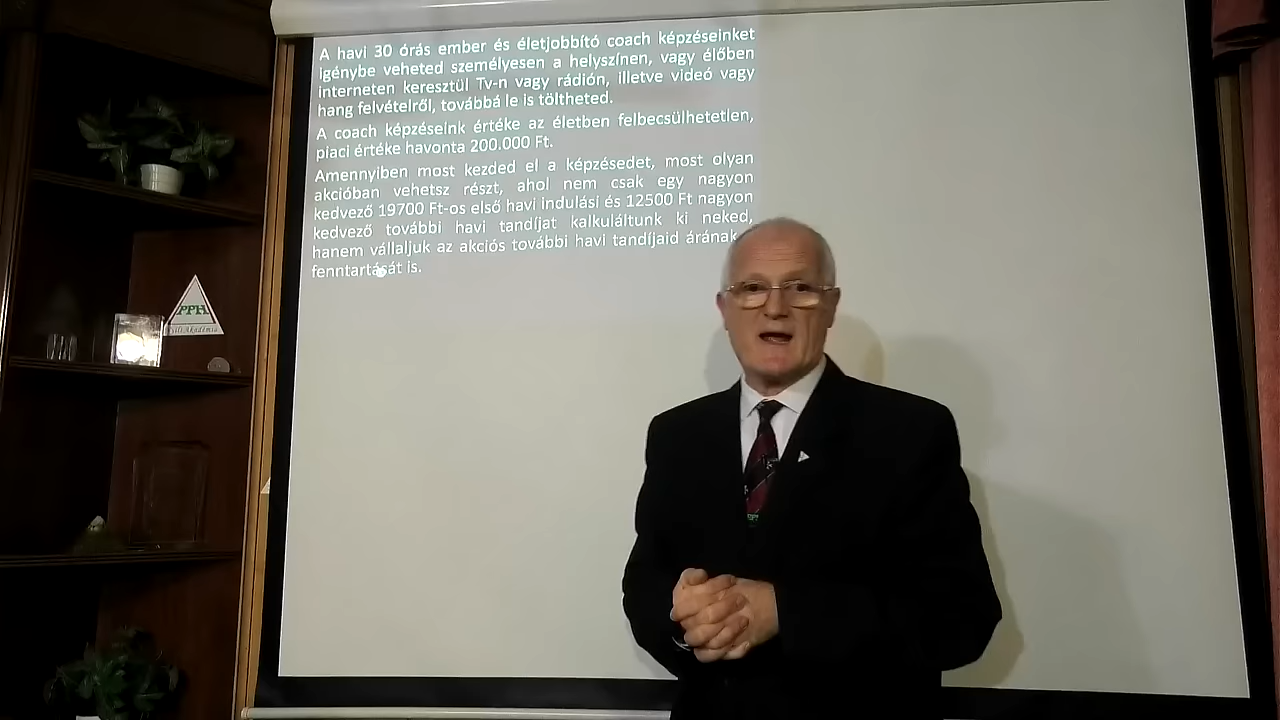 A havi 30 órás ember és életjobbító coach képzéseinket
igénybe veheted személyesen a helyszínen, vagy élőben
interneten keresztül Tv-n vagy rádión, illetve videó vagy
hang felvételről, továbbá le is töltheted.
A coach képzéseink értéke az életben felbecsülhetetlen,
piaci értéke havonta 200.000 Ft.
Amennyiben most kezded el a képzésedet, most olyan
akcióban vehetsz részt, ahol nem csak egy nagyon
kedvező 19700 Ft-os első havi indulási és 12500 Ft nagyon
kedvező további havi tandíjat kalkuláltunk ki neked,
hanem vállaljuk az akciós további havi tandíjaid árának
fenntartását is.
PPH